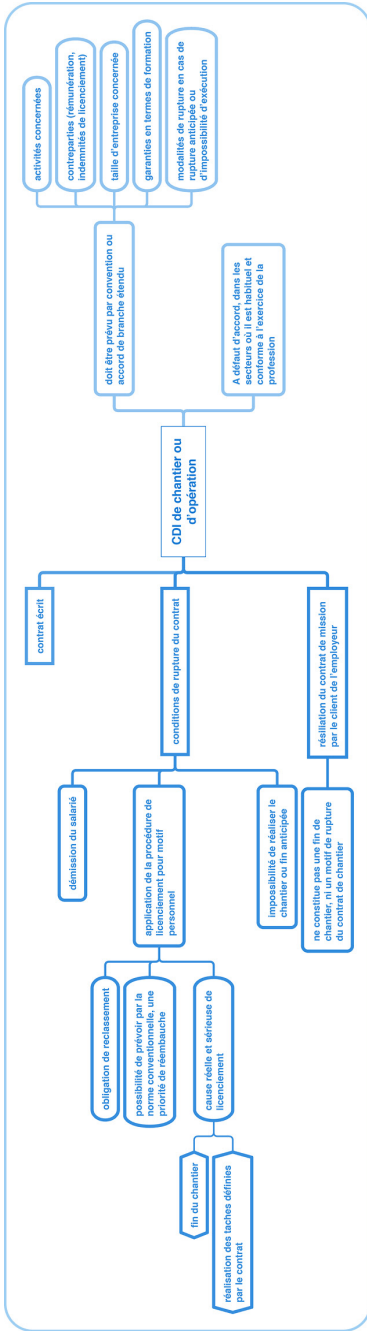 CDI de chantier ou
d'opération
contrat écrit
conditions de rupture du contrat
démission du salarié
application de la procédure de
licenciement pour motif
personnel
obligation de reclassement
possibilité de prévoir par la
norme conventionnelle, une
priorité de réembauche
cause réelle et sérieuse de
licenciement
fin du chantier
réalisation des taches définies
par le contrat
impossibilité de réaliser le
chantier ou fin anticipée
résiliation du contrat de mission
par le client de l'employeur
ne constitue pas une fin de
chantier, ni un motif de rupture
du contrat de chantier
doit être prévu par convention ou
accord de branche étendu
activités concernées
contreparties (rémunération,
indemnités de licenciement)
taille d'entreprise concernée
garanties en termes de formation
modalités de rupture en cas de
rupture anticipée ou
d'impossibilité d'exécution
A défaut d'accord, dans les
secteurs où il est habituel et
conforme à l'exercice de la
profession